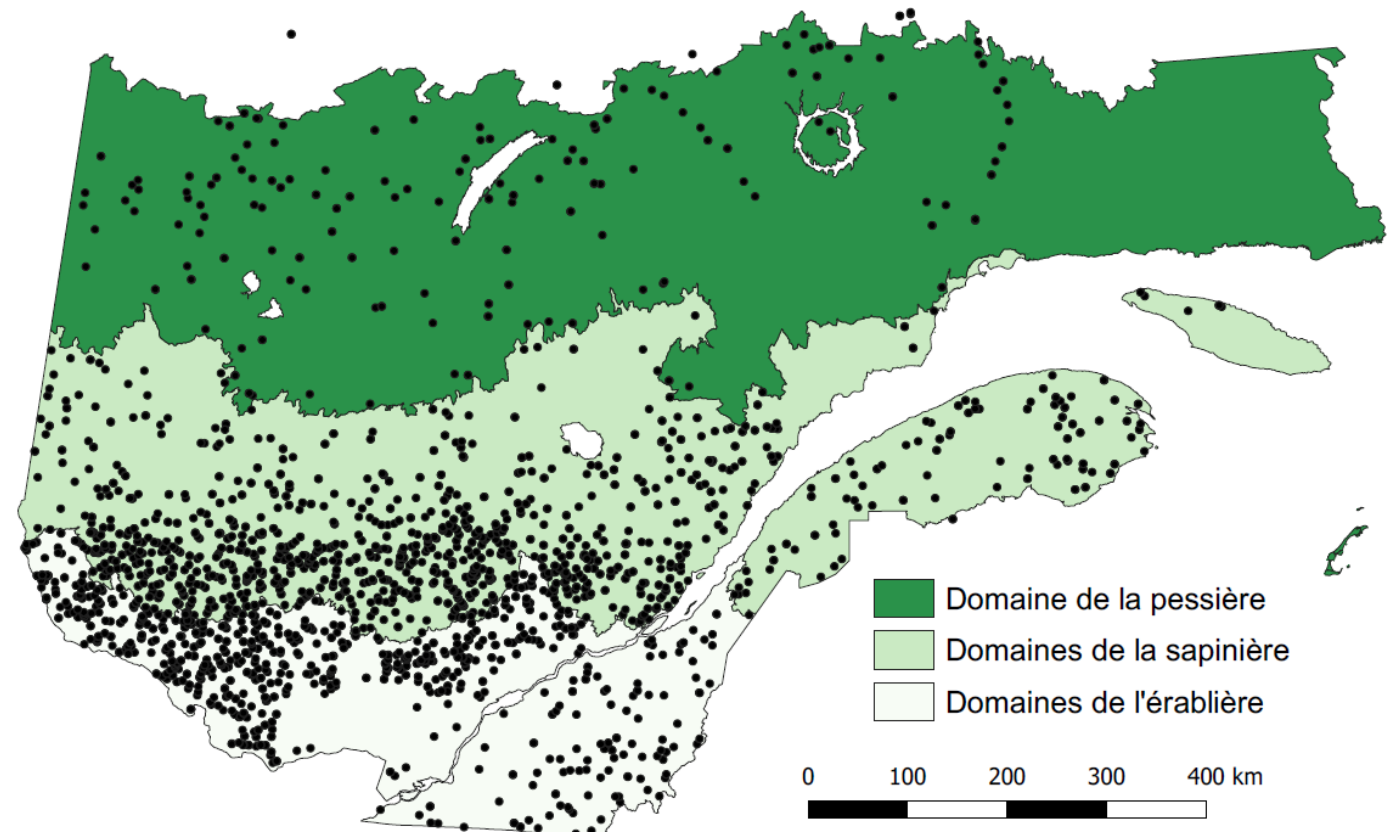 Domaine de la pessière
Domaines de la sapinière
Domaines de l'érablière
0 100 200 300 400 km